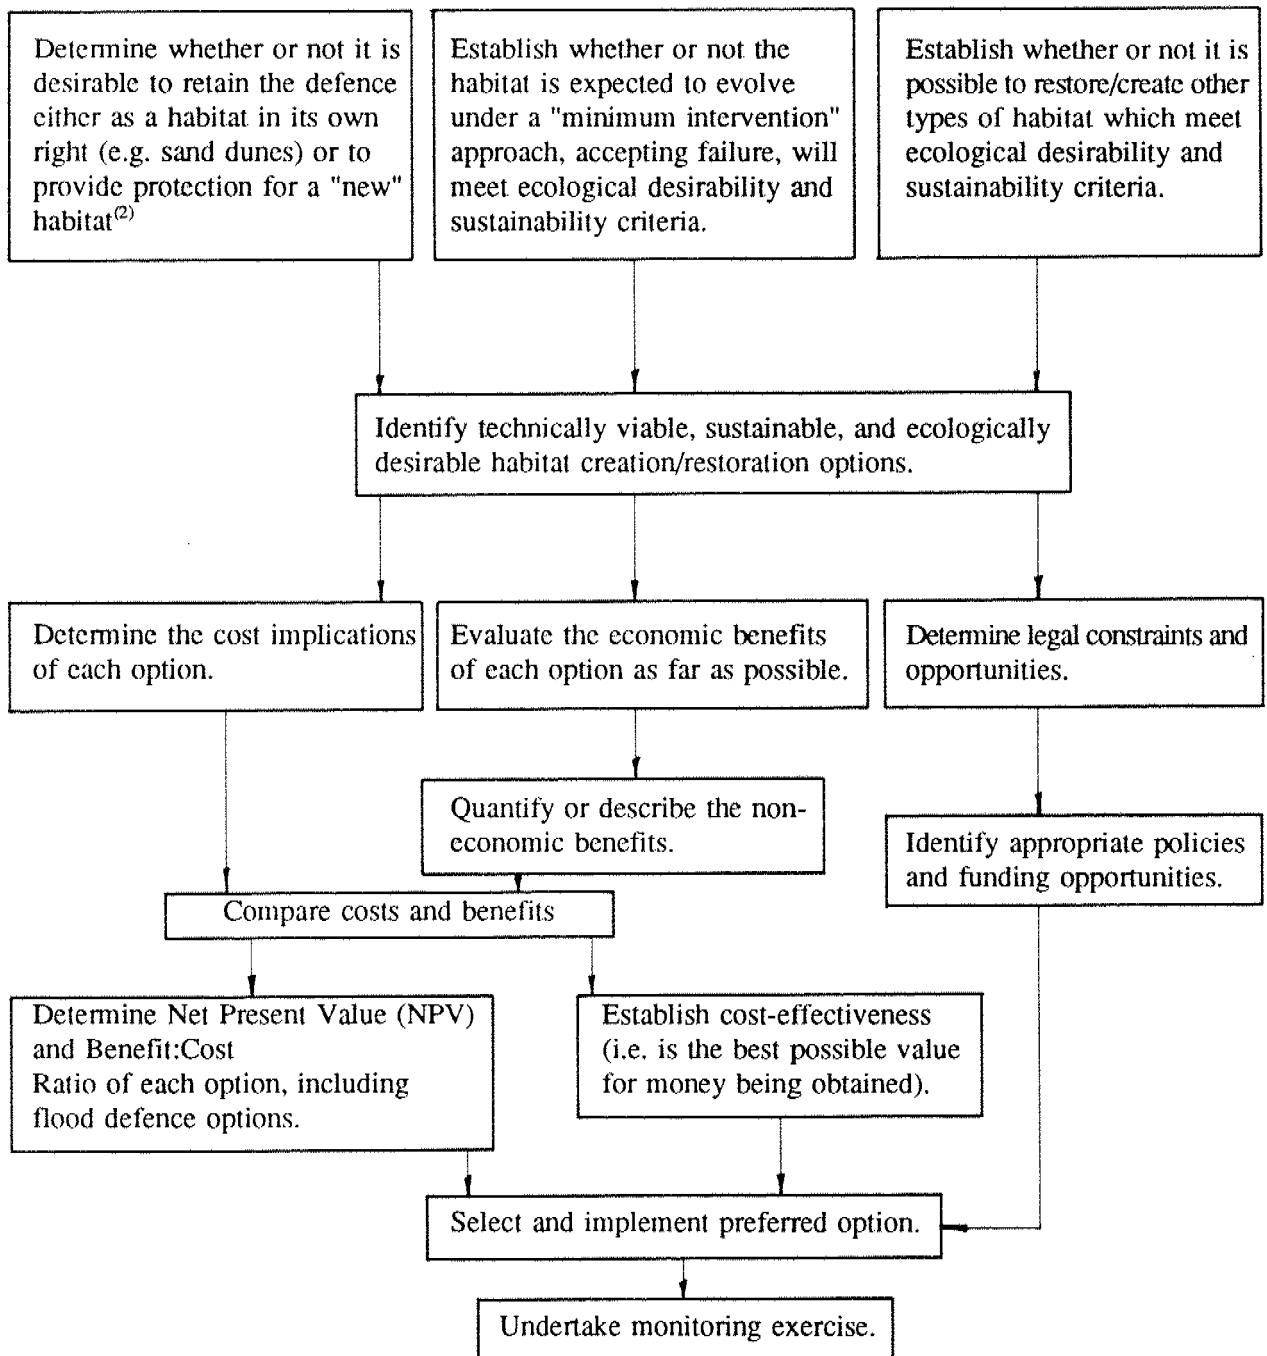 Determine whether or not it is
desirable to retain the defence
either as a habitat in its own
right (e.g. sand dunes) or to
provide protection for a "new"
habitat(2)
Establish whether or not the
habitat is expected to evolve
under a "minimum intervention"
approach, accepting failure, will
meet ecological desirability and
sustainability criteria.
Establish whether or not it is
possible to restore/create other
types of habitat which meet
ecological desirability and
sustainability criteria.
Identify technically viable, sustainable, and ecologically
desirable habitat creation/restoration options.
Determine the cost implications
of each option.
Evaluate the economic benefits
of each option as far as possible.
Determine legal constraints and
opportunities.
Quantify or describe the non-
economic benefits.
Identify appropriate policies
and funding opportunities.
Compare costs and benefits
Determine Net Present Value (NPV)
and Benefit:Cost
Ratio of each option, including
flood defence options.
Establish cost-effectiveness
(i.e. is the best possible value
for money being obtained).
Select and implement preferred option.
Undertake monitoring exercise.